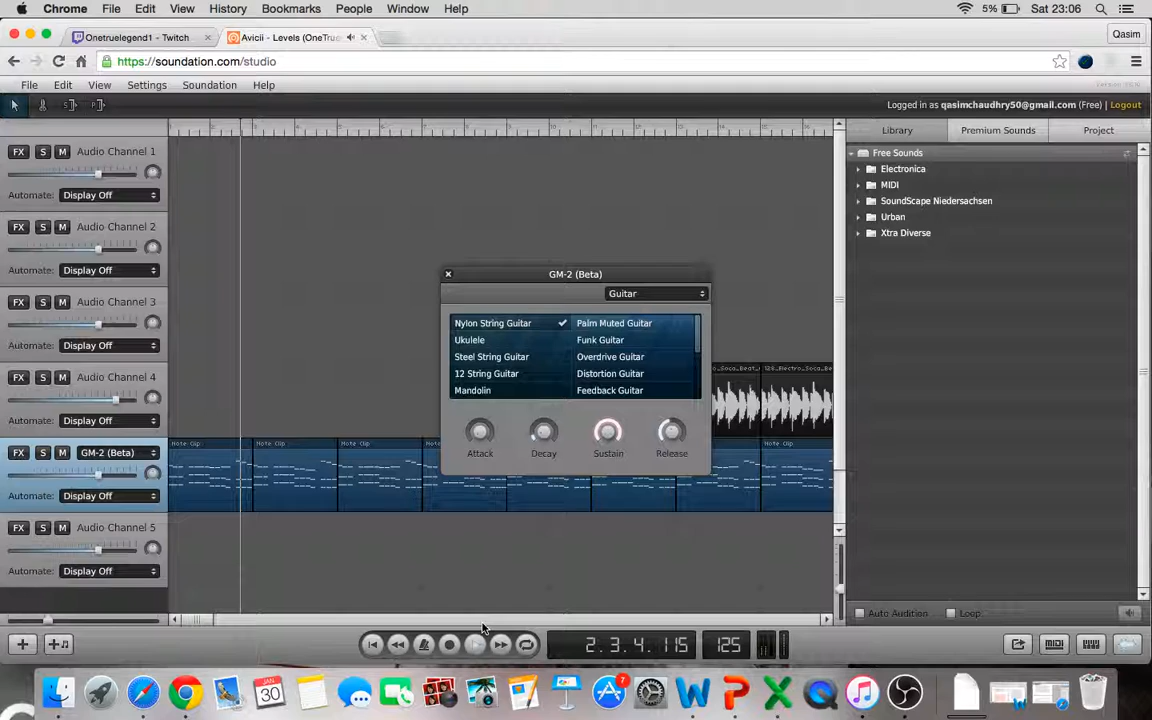 Chrome File Edit View History Bookmarks People Window Help 5% Sat 23:06
Onetruelegend1 - Twitch Avicii - Levels (OneTrue Qasim
https://soundation.com/studio
File Edit View Settings Soundation Help
Logged in as qasimchaudhry50@gmail.com (Free) | Logout
Library Premium Sounds Project
Free Sounds
Electronica
MIDI
SoundScape Niedersachsen
Urban
Xtra Diverse
FX S M Audio Channel 1
Automate: Display Off
FX S M Audio Channel 2
Automate: Display Off
FX S M Audio Channel 3
Automate: Display Off
FX S M Audio Channel 4
Automate: Display Off
FX S M GM-2 (Beta)
Automate: Display Off
FX S M Audio Channel 5
Automate: Display Off
GM-2 (Beta)
Guitar
Nylon String Guitar Palm Muted Guitar
Ukulele Funk Guitar
Steel String Guitar Overdrive Guitar
12 String Guitar Distortion Guitar
Mandolin Feedback Guitar
Attack Decay Sustain Release
Note Clip Note Clip Note Clip Note Clip
Auto Audition Loop
2. 3. 4. 115 125
JAN
30
7